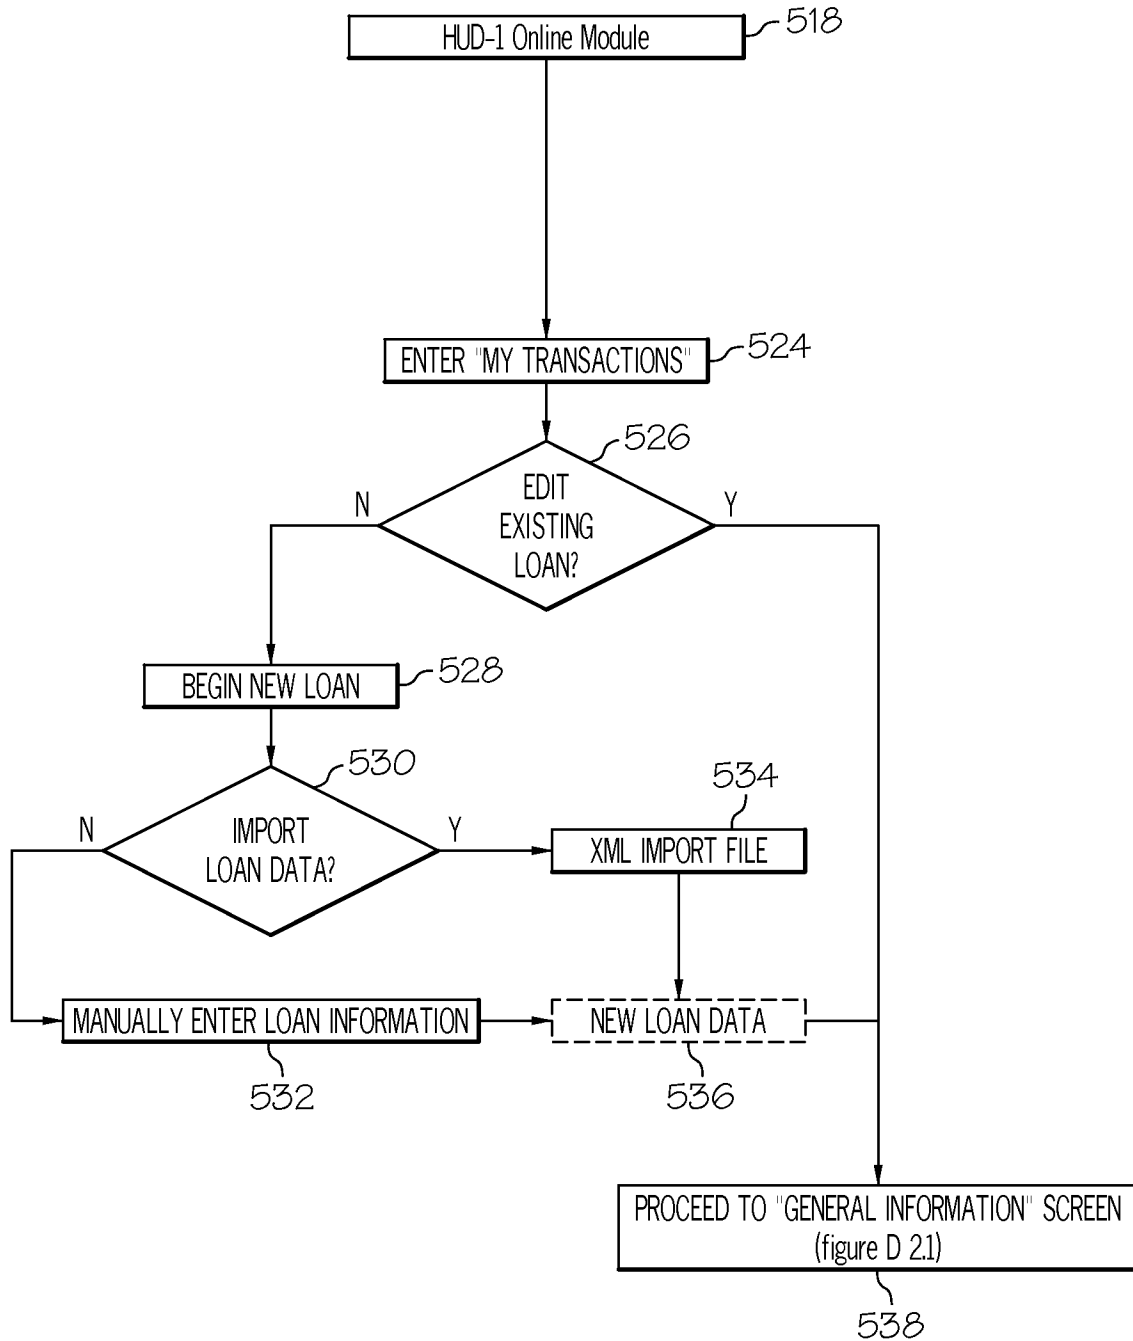 HUD-1 Online Module
518
ENTER "MY TRANSACTIONS"
524
526
EDIT
EXISTING
LOAN?
N
Y
BEGIN NEW LOAN
528
530
IMPORT
LOAN DATA?
N
Y
534
XML IMPORT FILE
MANUALLY ENTER LOAN INFORMATION
532
NEW LOAN DATA
536
PROCEED TO "GENERAL INFORMATION" SCREEN
(figure D 2.1)
538